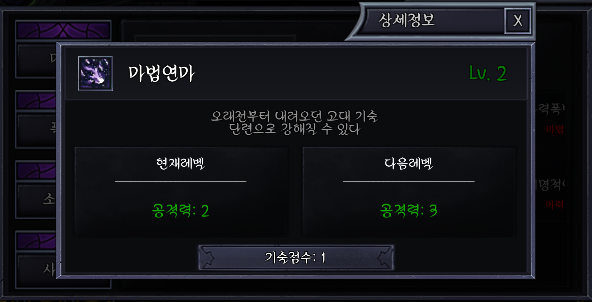 상세정보 X
마법연마 Lv. 2
오래전부터 내려오던 고대 기술
단련으로 강해질 수 있다
현재레벨 다음레벨
공격력: 2 공격력: 3
기술점수: 1